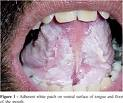 Figure 1 - Adherent white patch on ventral surface of tongue and floor
of the mouth.